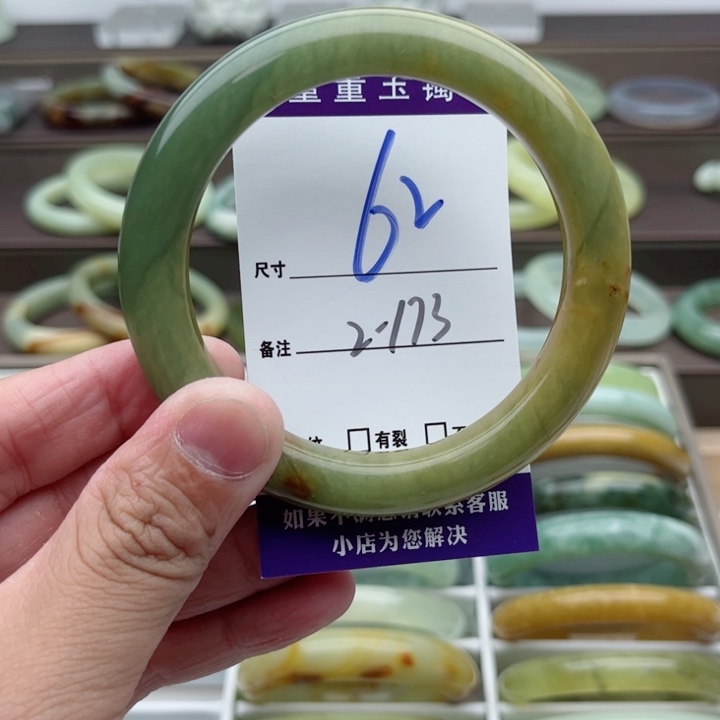 重玉镯
62
尺寸
备注 2-173
有裂
如果不满意请联系客服
小店为您解决